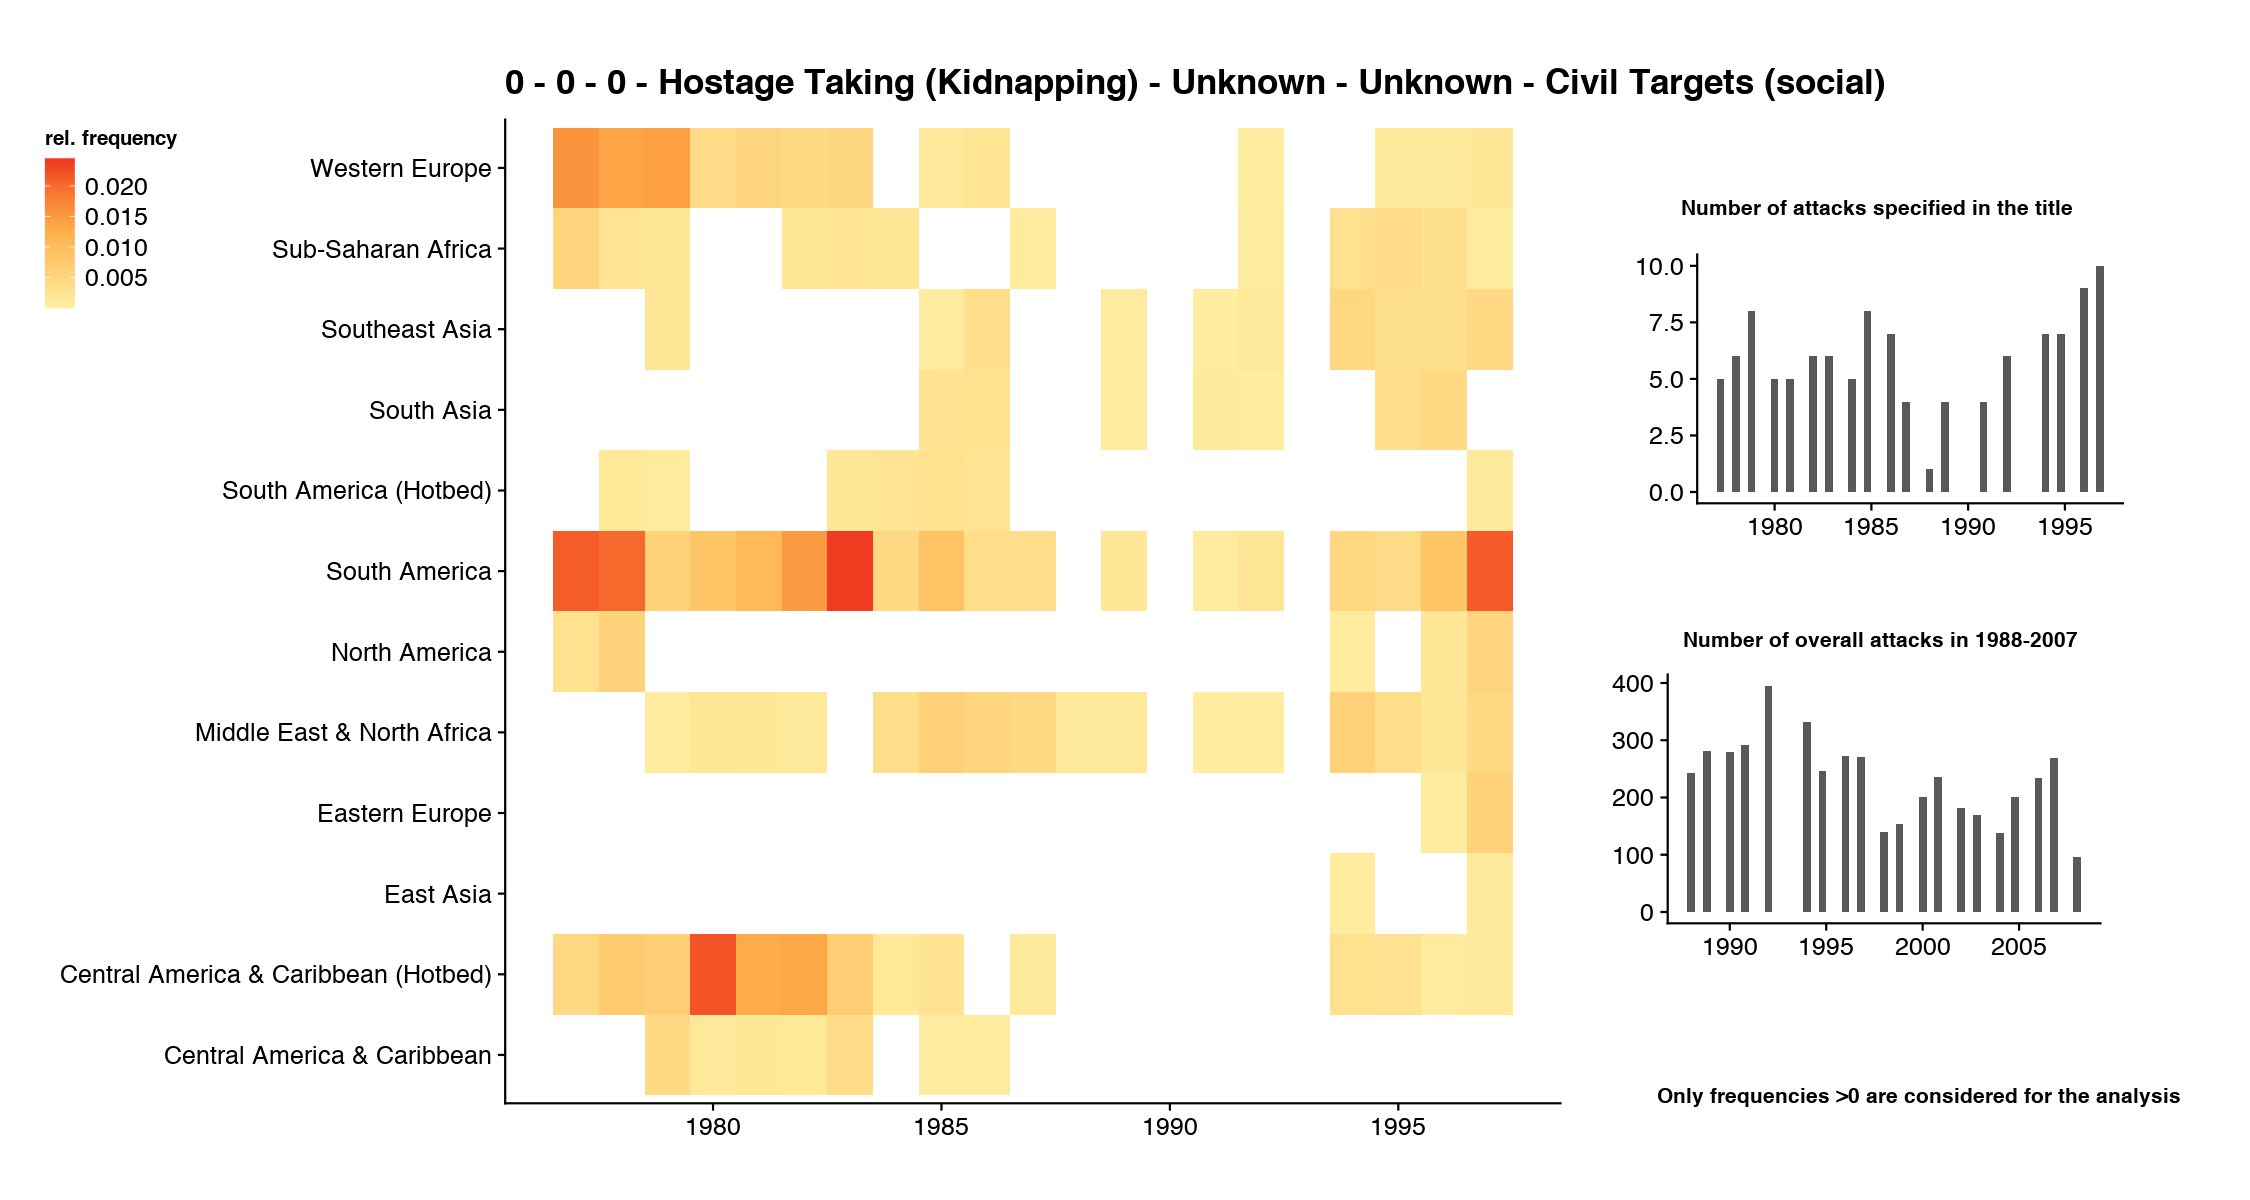 0 - 0 - 0 - Hostage Taking (Kidnapping) - Unknown - Unknown - Civil Targets (social)
rel. frequency
0.020
0.015
0.010
0.005
Western Europe
Sub-Saharan Africa
Southeast Asia
South Asia
South America (Hotbed)
South America
North America
Middle East & North Africa
Eastern Europe
East Asia
Central America & Caribbean (Hotbed)
Central America & Caribbean
1980 1985 1990 1995
Number of attacks specified in the title
10.0
7.5
5.0
2.5
0.0
1980 1985 1990 1995
Number of overall attacks in 1988-2007
400
300
200
100
0
1990 1995 2000 2005
Only frequencies >0 are considered for the analysis